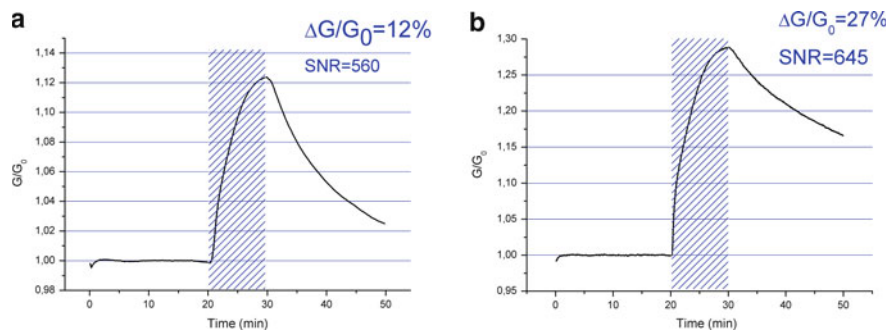 a
ΔG/G0=12%
SNR=560
1,14
1,12
1,10
1,08
1,06
1,04
1,02
1,00
0,98
G/G0
0
10
20
30
40
50
Time (min)
b
ΔG/G0=27%
SNR=645
1,30
1,25
1,20
1,15
1,10
1,05
1,00
0,95
G/G0
0
10
20
30
40
50
Time (min)